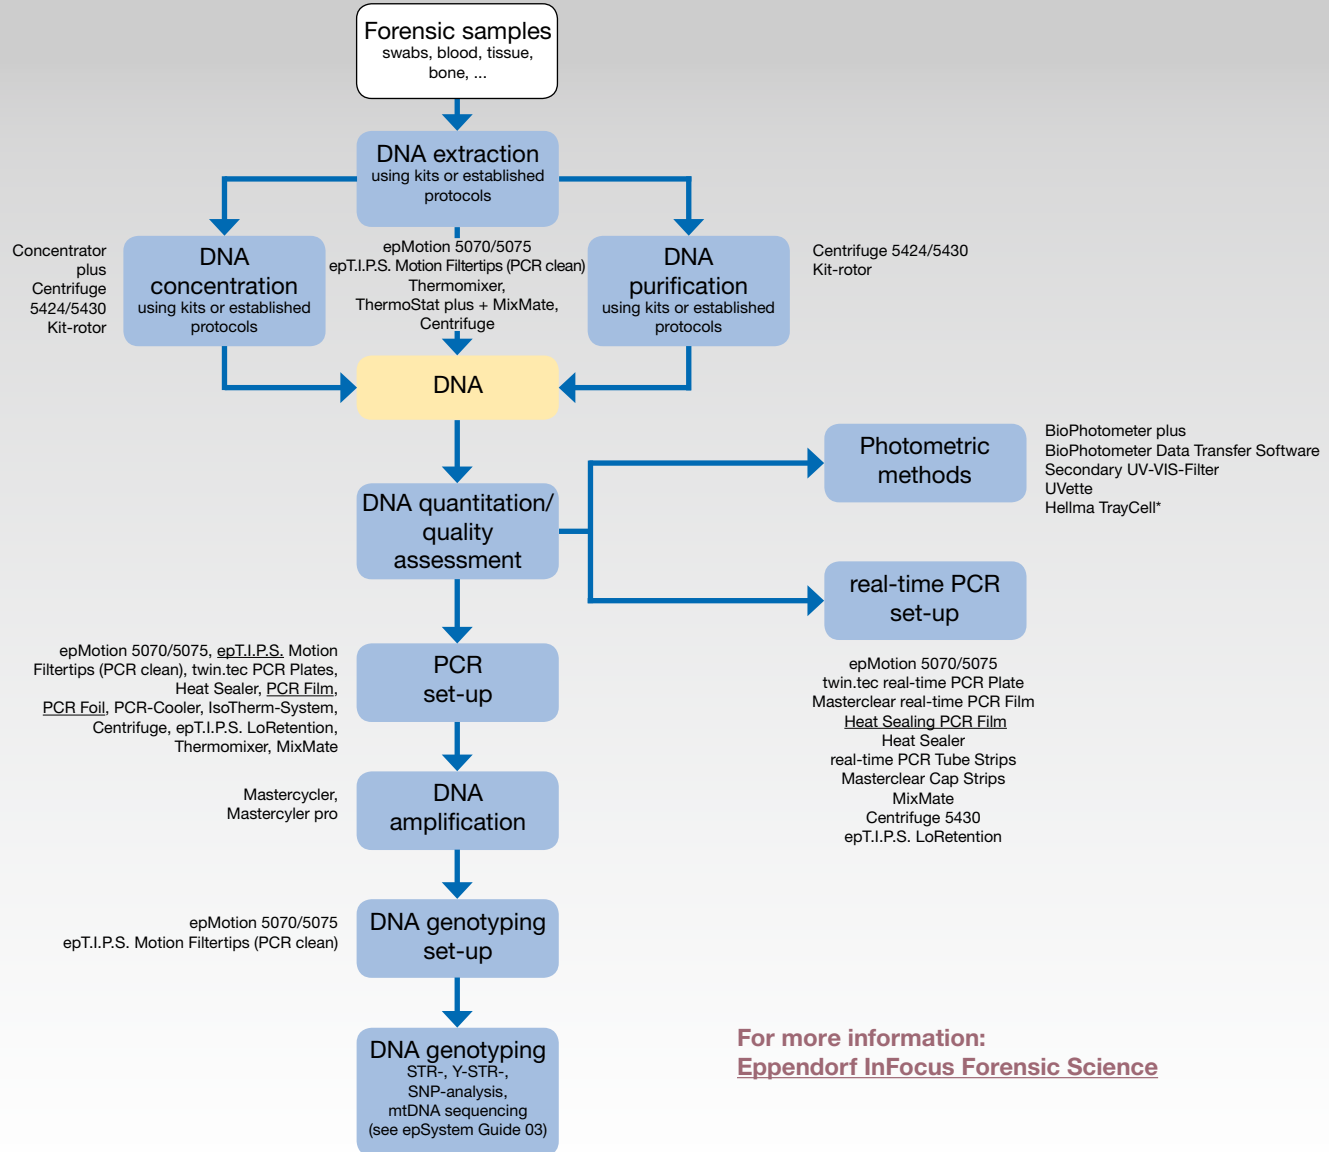 Forensic samples
swabs, blood, tissue,
bone, ...
DNA extraction
using kits or established
protocols
Concentrator
plus
Centrifuge
5424/5430
Kit-rotor
DNA
concentration
using kits or established
protocols
epMotion 5070/5075
epT.I.P.S. Motion Filtertips (PCR clean)
Thermomixer,
ThermoStat plus + MixMate,
Centrifuge
DNA
purification
using kits or established
protocols
Centrifuge 5424/5430
Kit-rotor
DNA
DNA quantitation/
quality
assessment
Photometric
methods
BioPhotometer plus
BioPhotometer Data Transfer Software
Secondary UV-VIS-Filter
UVette
Hellma TrayCell*
real-time PCR
set-up
epMotion 5070/5075
twin.tec real-time PCR Plate
Masterclear real-time PCR Film
Heat Sealing PCR Film
Heat Sealer
real-time PCR Tube Strips
Masterclear Cap Strips
MixMate
Centrifuge 5430
epT.I.P.S. LoRetention
epMotion 5070/5075, epT.I.P.S. Motion
Filtertips (PCR clean), twin.tec PCR Plates,
Heat Sealer, PCR Film,
PCR Foil, PCR-Cooler, IsoTherm-System,
Centrifuge, epT.I.P.S. LoRetention,
Thermomixer, MixMate
PCR
set-up
Mastercycler,
Mastercyler pro
DNA
amplification
epMotion 5070/5075
epT.I.P.S. Motion Filtertips (PCR clean)
DNA genotyping
set-up
DNA genotyping
STR-, Y-STR-,
SNP-analysis,
mtDNA sequencing
(see epSystem Guide 03)
For more information:
Eppendorf InFocus Forensic Science